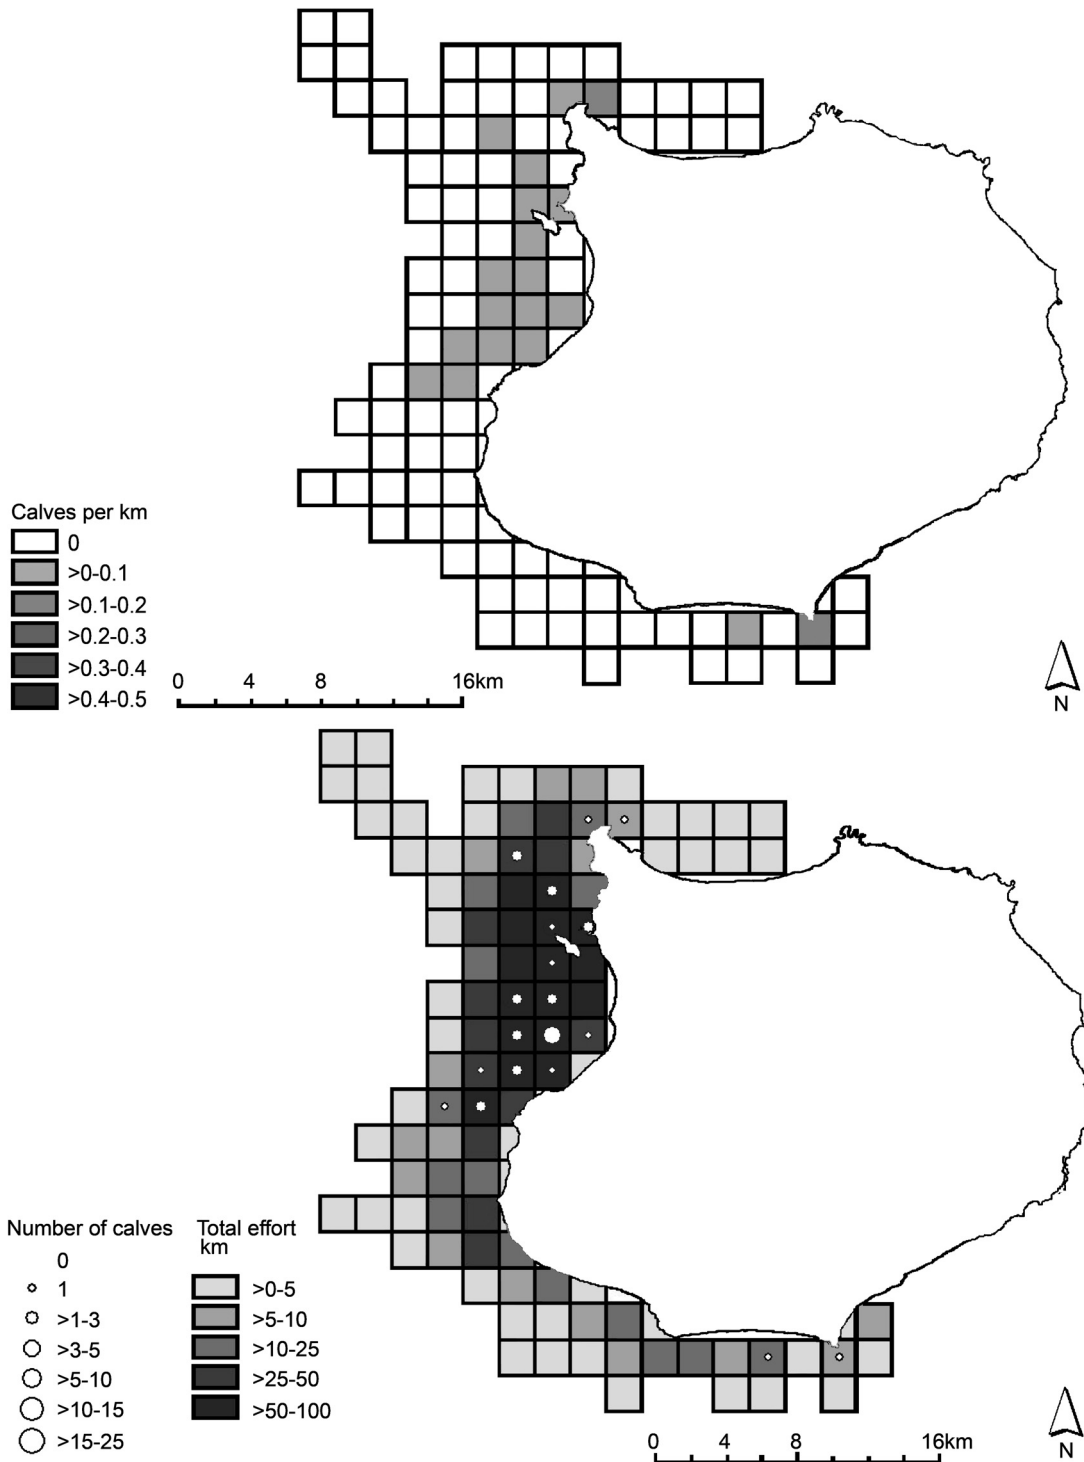 Calves per km
0
>0-0.1
>0.1-0.2
>0.2-0.3
>0.3-0.4
>0.4-0.5
0 4 8 16km
N
Number of calves
0
1
>1-3
>3-5
>5-10
>10-15
>15-25
Total effort
km
>0-5
>5-10
>10-25
>25-50
>50-100
0 4 8 16km
N